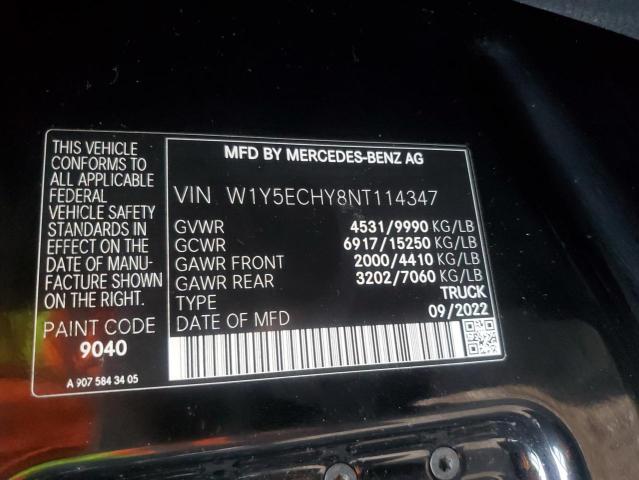 THIS VEHICLE
CONFORMS TO
ALL APPLICABLE
FEDERAL MOTOR
VEHICLE SAFETY
STANDARDS IN
EFFECT ON THE
DATE OF MANU-
FACTURE SHOWN
ON THE RIGHT.
PAINT CODE
9040
A 907 584 34 05
MFD BY MERCEDES-BENZ AG
VIN W1Y5ECHY8NT114347
GVWR 4531/9990 KG/LB
GCWR 6917/15250 KG/LB
GAWR FRONT 2000/4410 KG/LB
GAWR REAR 3202/7060 KG/LB
TYPE TRUCK
DATE OF MFD 09/2022